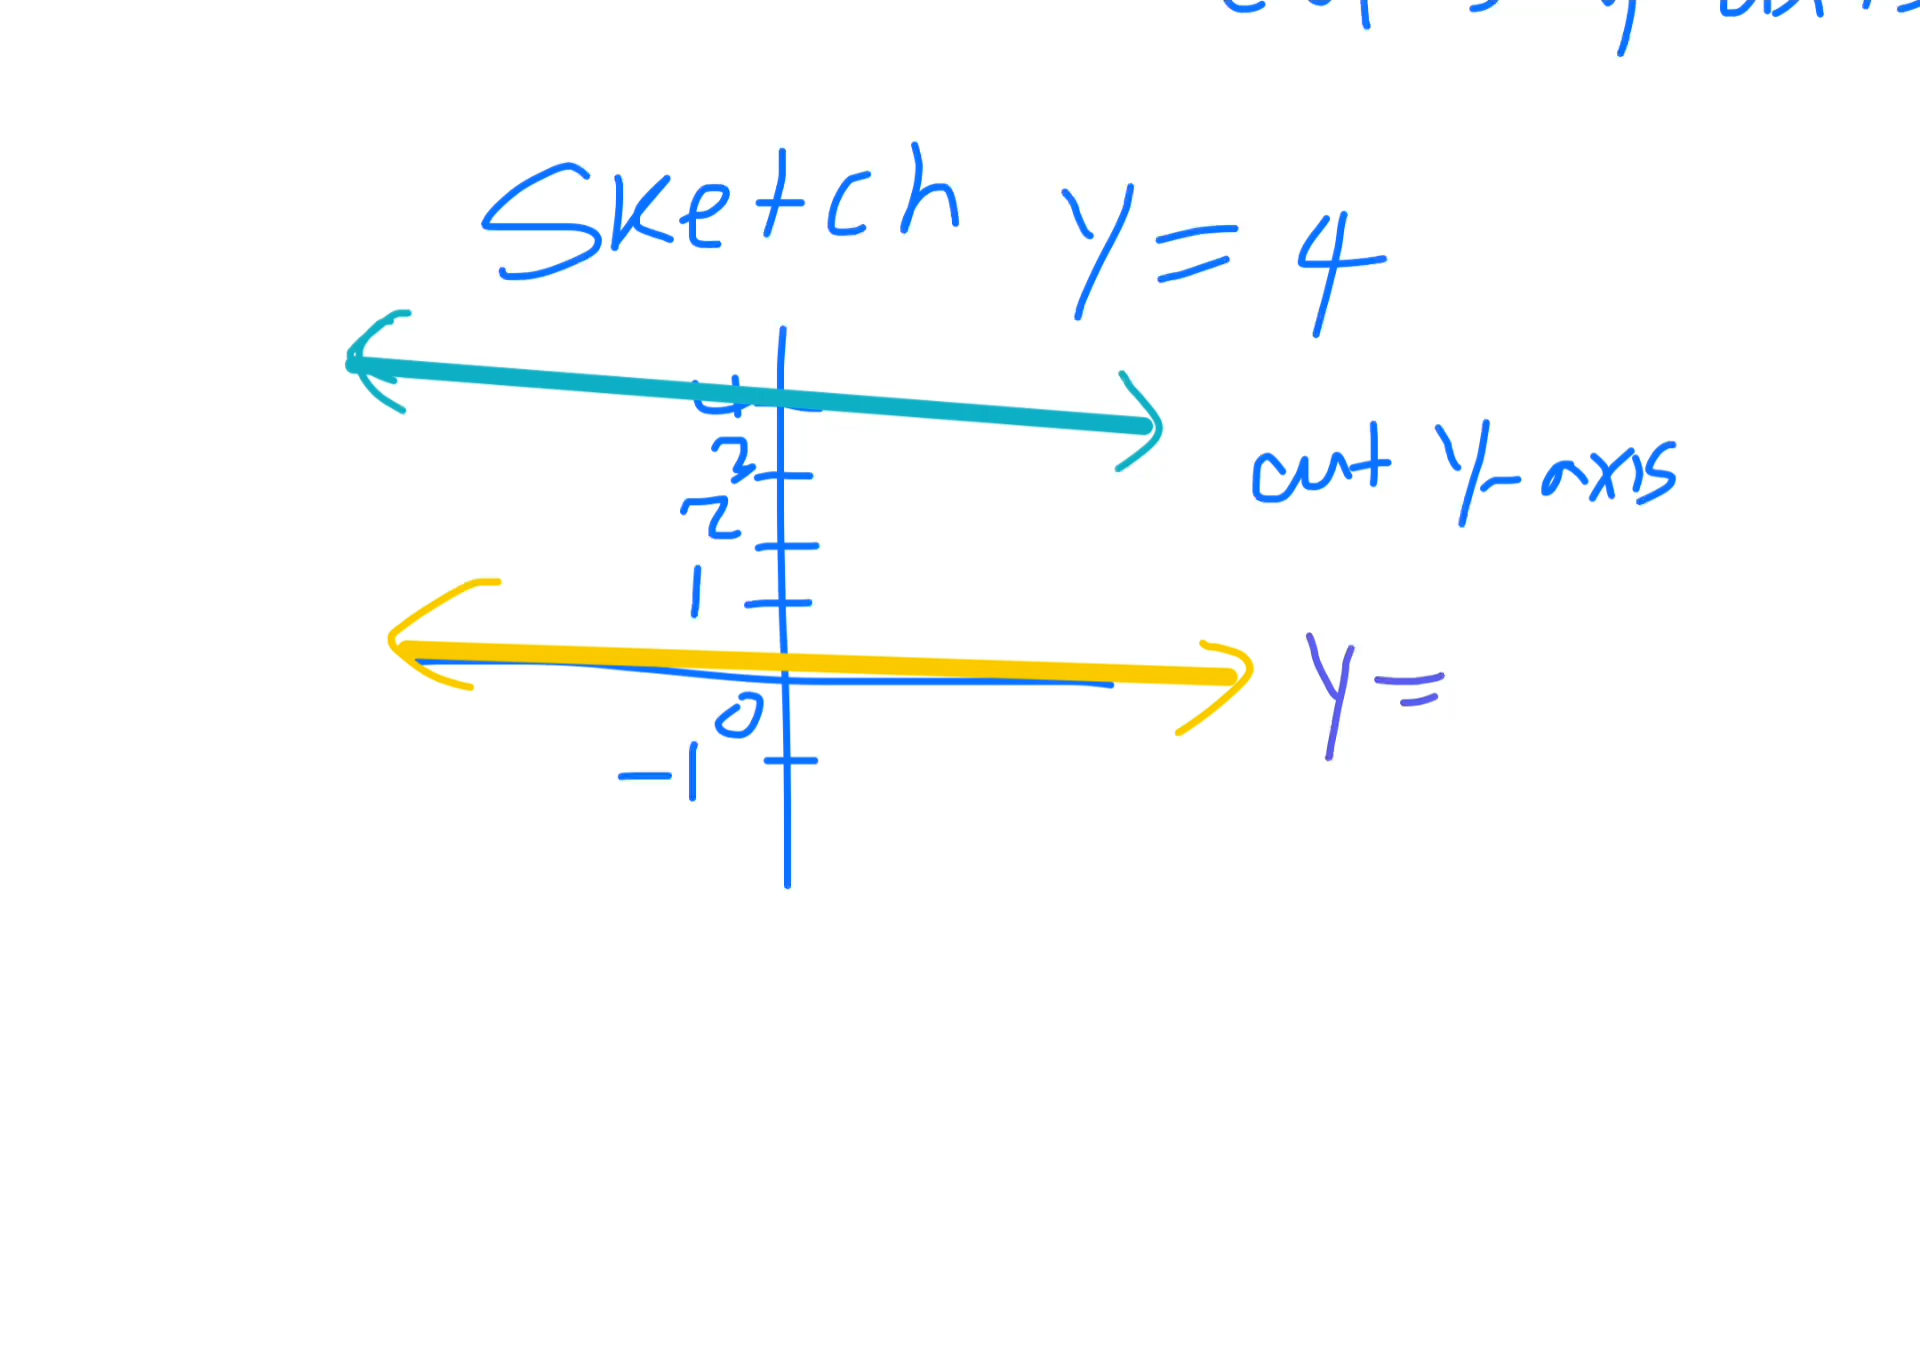 Sketch y = 4
4
3
cut y-axis
2
1
y =
0
-1